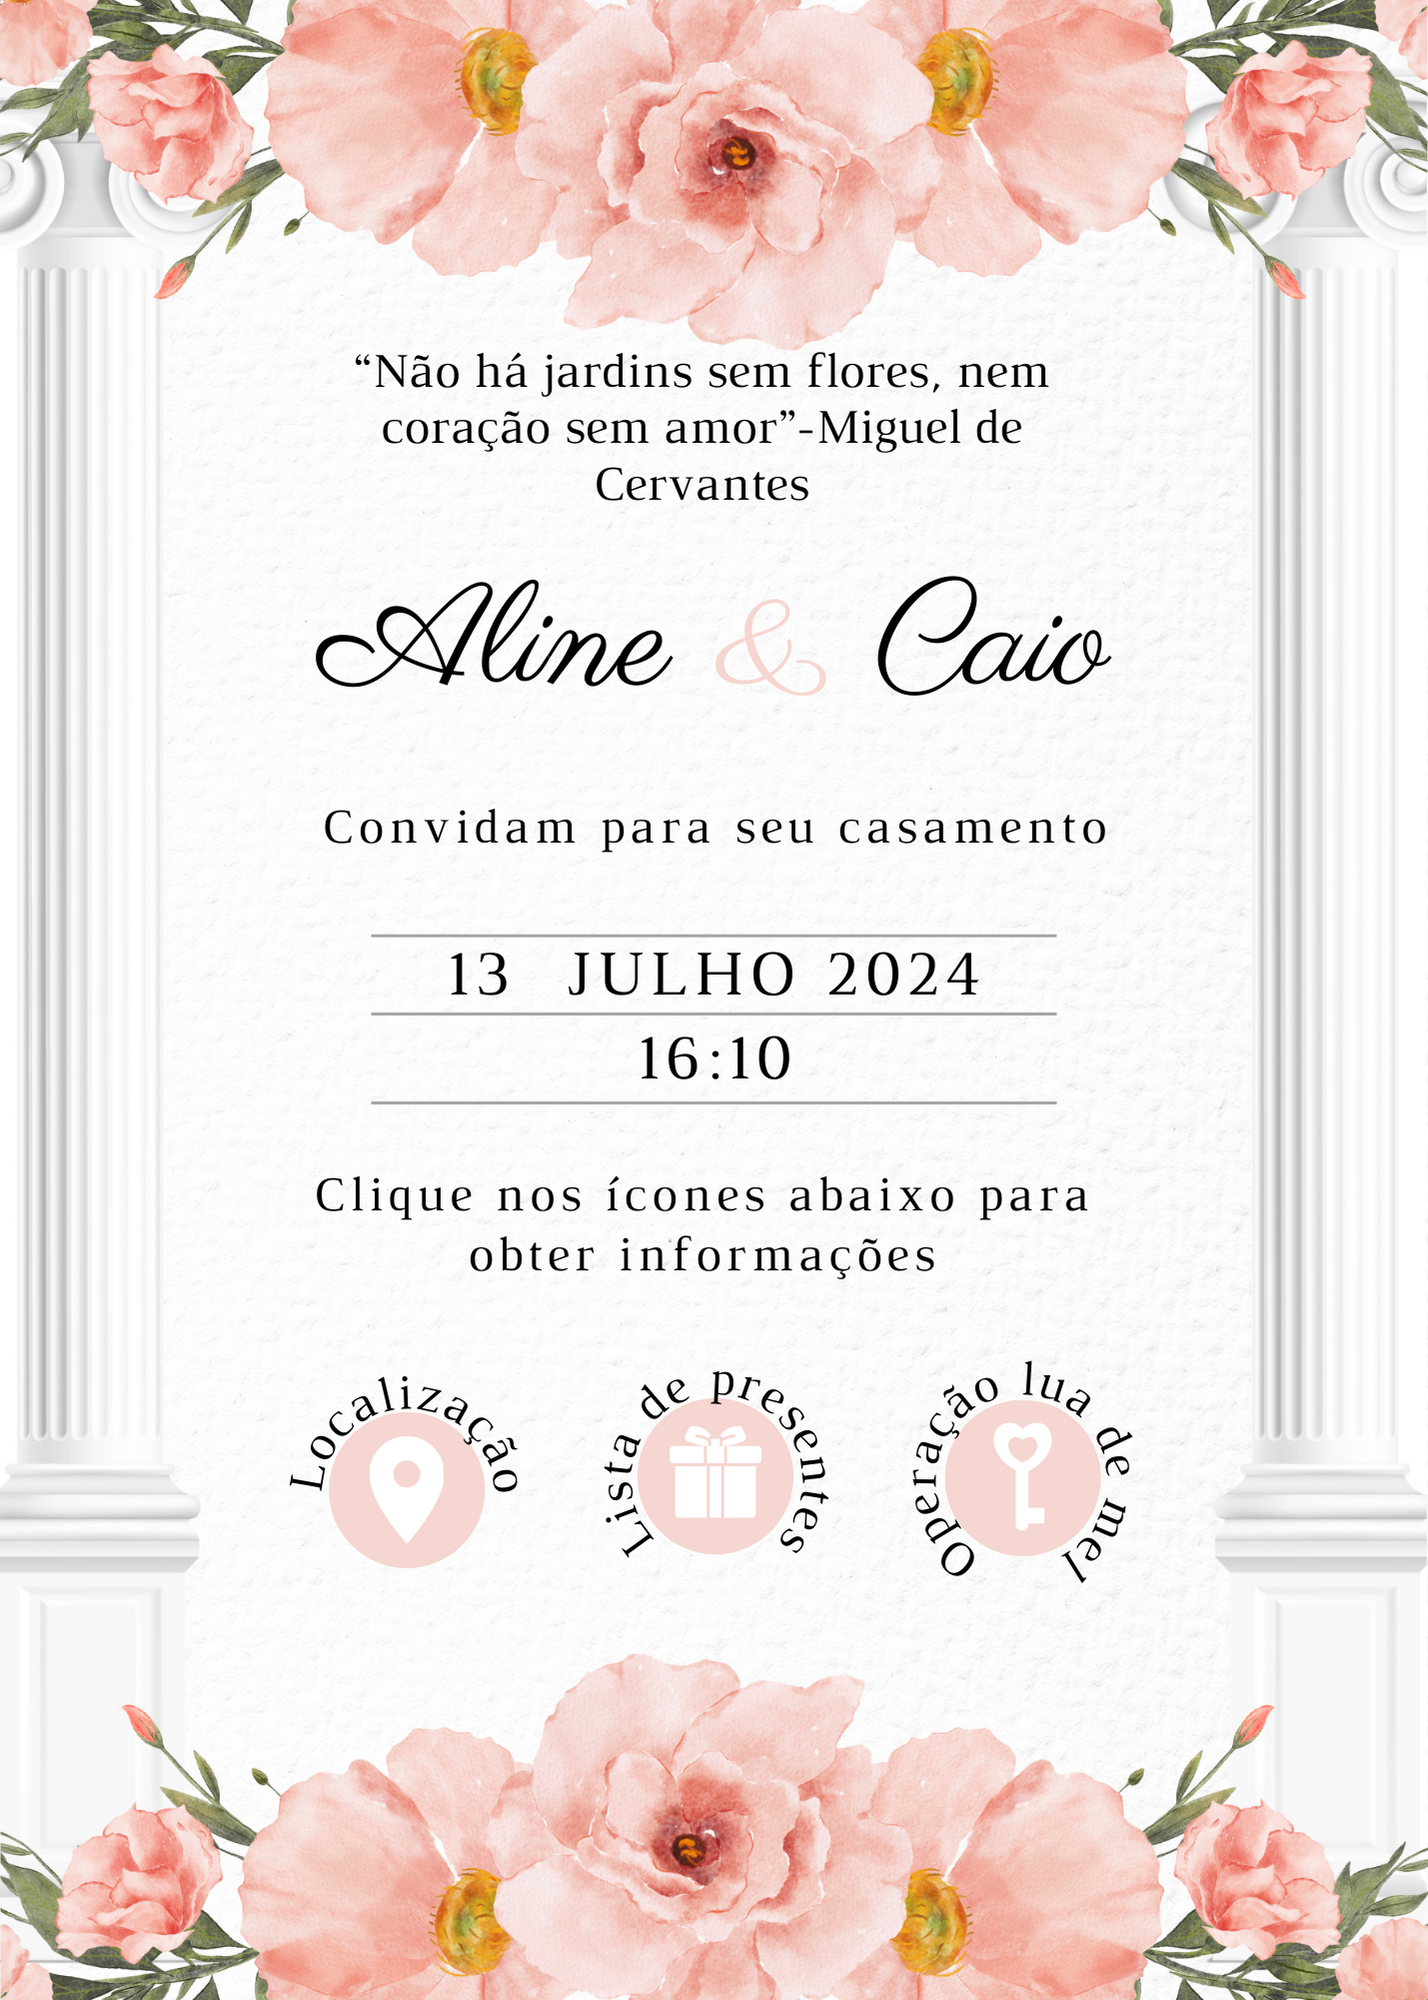 “Não há jardins sem flores, nem
coração sem amor”-Miguel de
Cervantes
Aline & Caio
Convidam para seu casamento
13 JULHO 2024
16:10
Clique nos ícones abaixo para
obter informações
Localização
Lista de presentes
Operação lua de mel